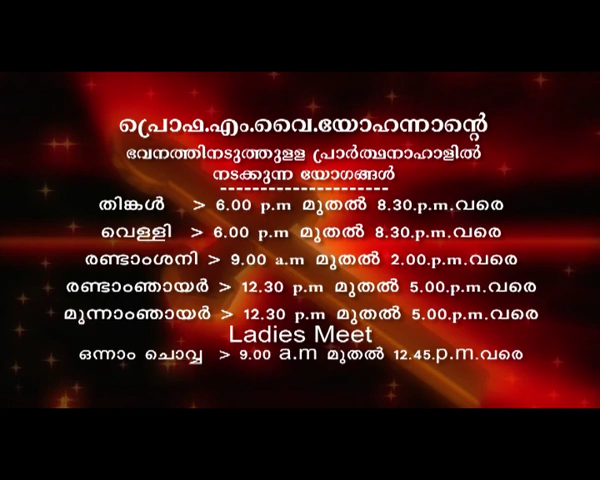 പ്രൊഫ.എം.വൈ.യോഹന്നാന്റെ
ഭവനത്തിനടുത്തുളള പ്രാർത്ഥനാഹാളിൽ
നടക്കുന്ന യോഗങ്ങൾ
---------------------
തിങ്കൾ > 6.00 p.m മുതൽ 8.30.p.m.വരെ
വെള്ളി > 6.00 p.m മുതൽ 8.30.p.m.വരെ
രണ്ടാംശനി > 9.00 a.m മുതൽ 2.00.p.m.വരെ
രണ്ടാംഞായർ > 12.30 p.m മുതൽ 5.00.p.m.വരെ
മുന്നാംഞായർ > 12.30 p.m മുതൽ 5.00.p.m.വരെ
Ladies Meet
ഒന്നാം ചൊവ്വ > 9.00 a.m മുതൽ 12.45.p.m.വരെ